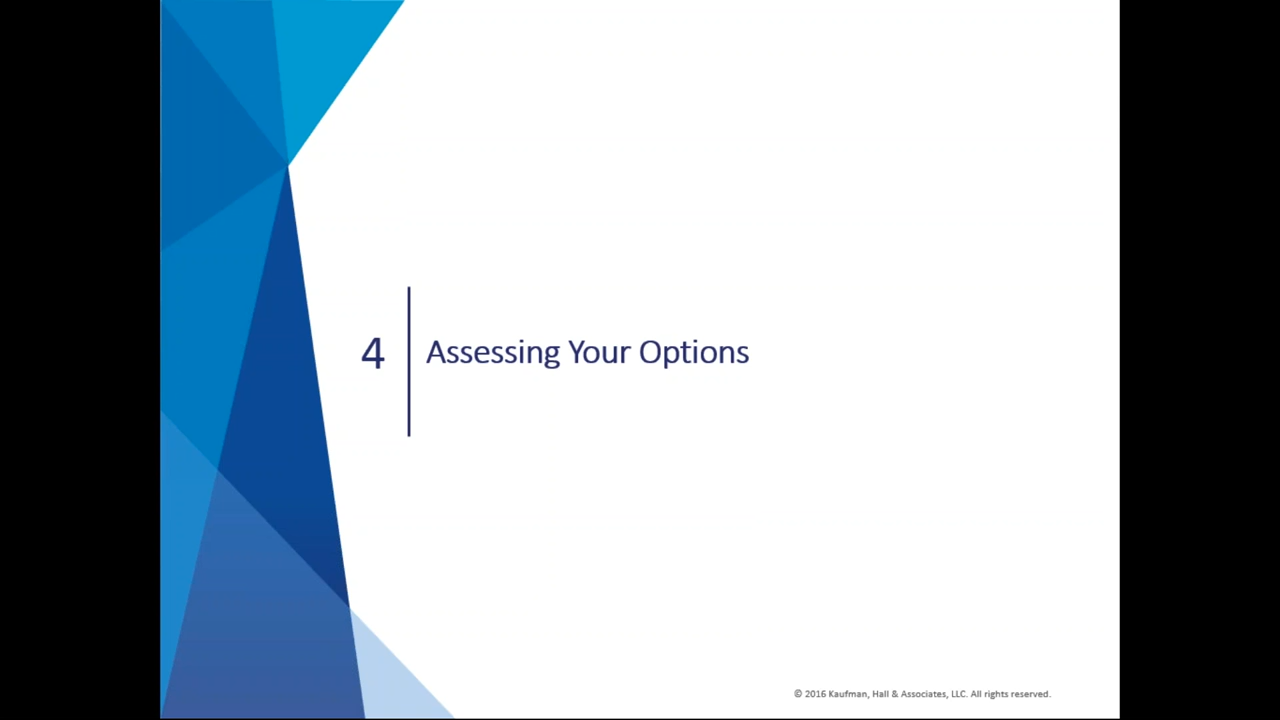 4
Assessing Your Options
© 2016 Kaufman, Hall & Associates, LLC. All rights reserved.